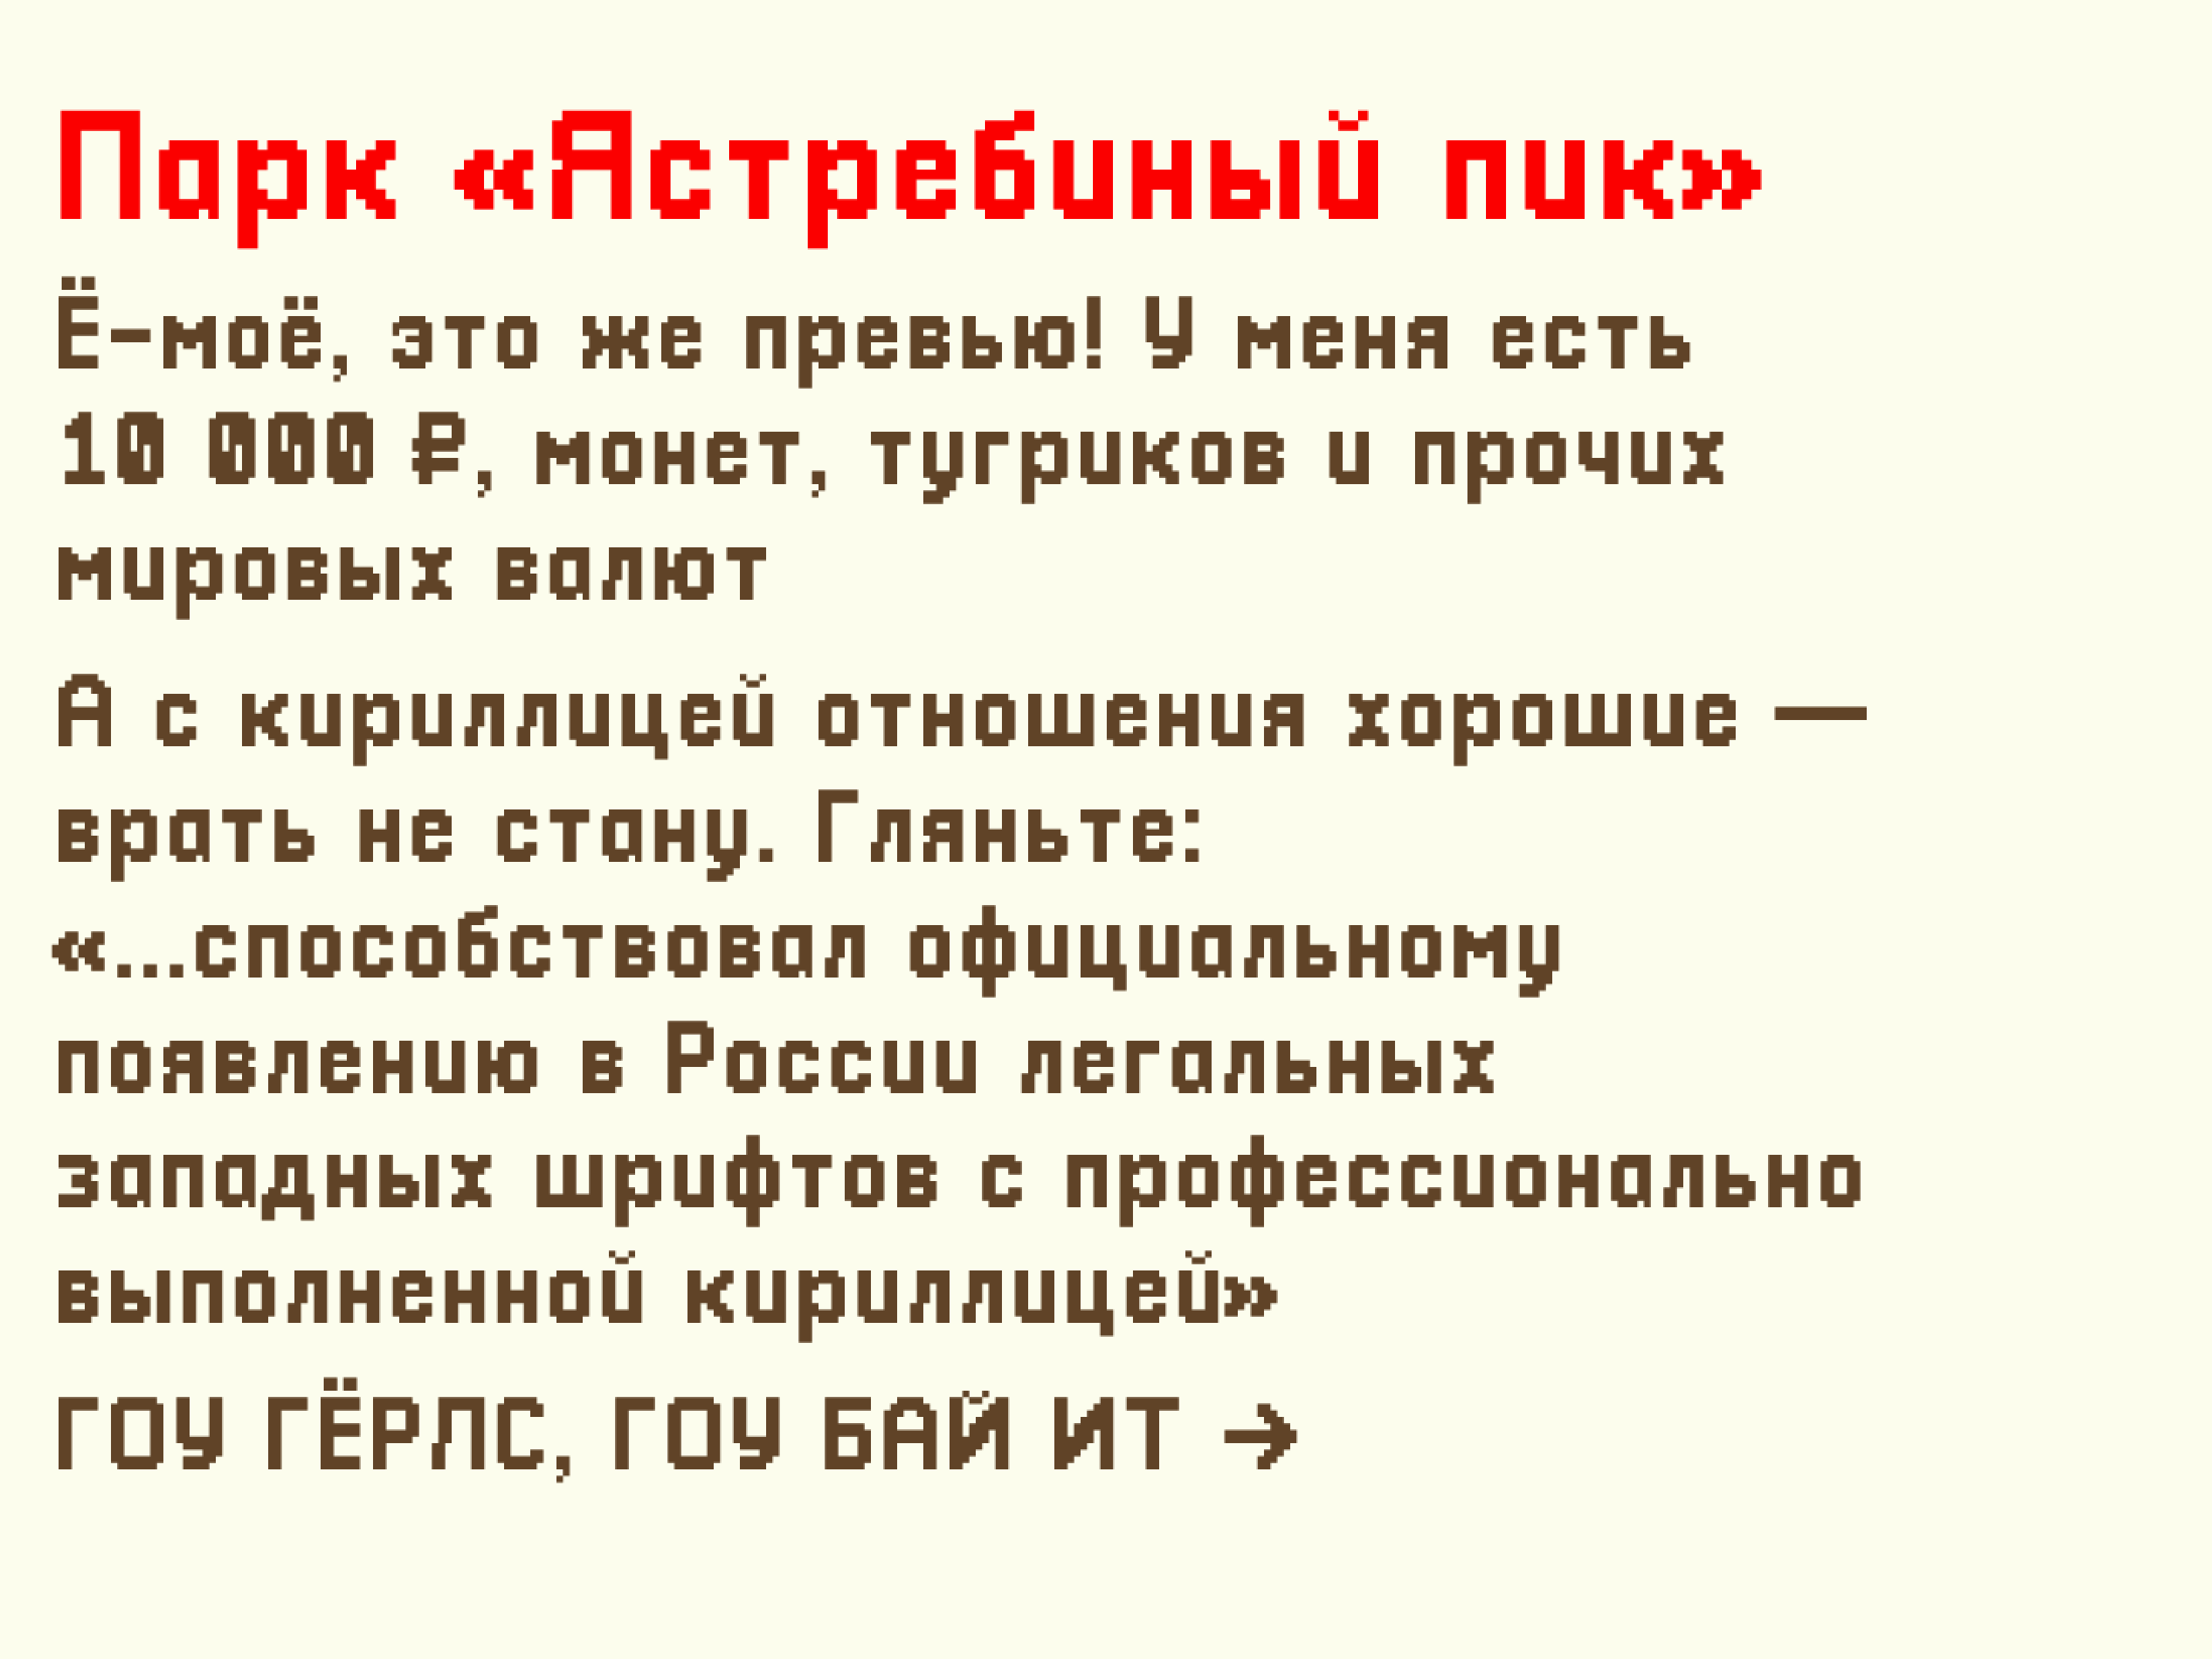 Парк «Ястребиный пик»
Ё-моё, это же превью! У меня есть
10 000 ₽, монет, тугриков и прочих
мировых валют
А с кириллицей отношения хорошие —
врать не стану. Гляньте:
«...способствовал официальному
появлению в России легальных
западных шрифтов с профессионально
выполненной кириллицей»
ГОУ ГЁРЛС, ГОУ БАЙ ИТ →